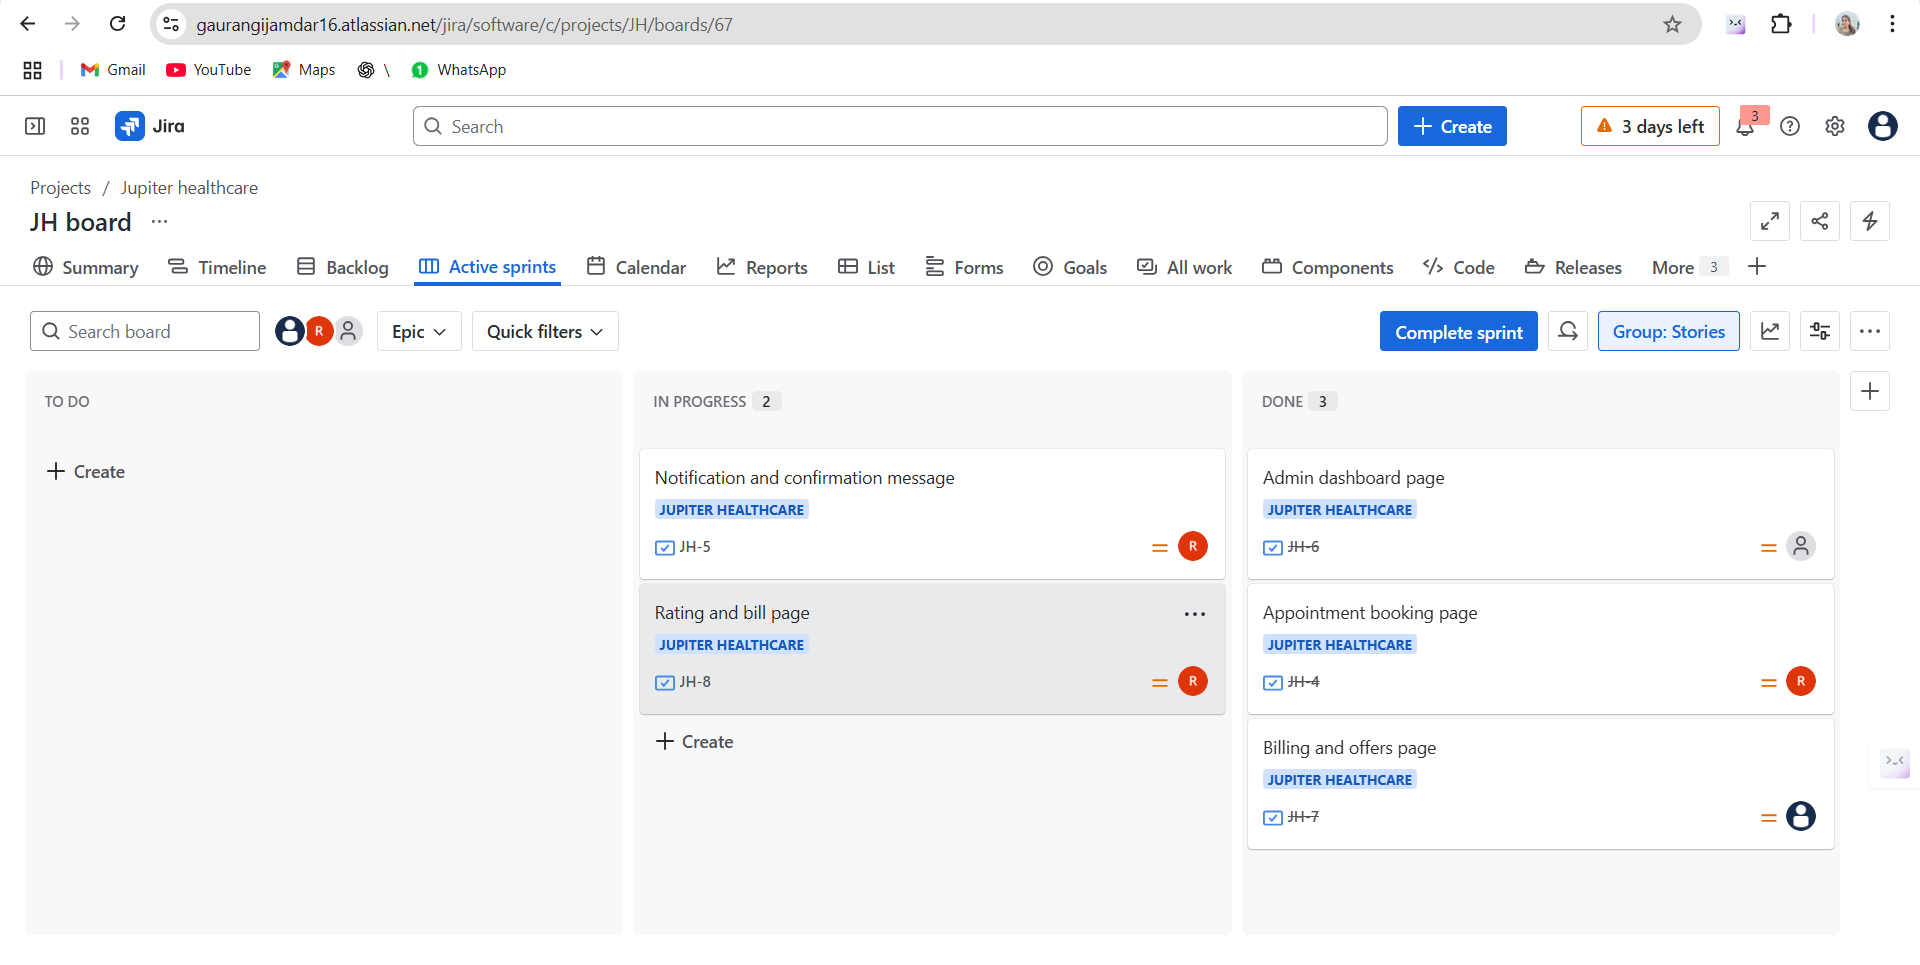 gaurangijamdar16.atlassian.net/jira/software/c/projects/JH/boards/67
Gmail YouTube Maps \ 1 WhatsApp
Jira Search Create 3 days left 3
Projects / Jupiter healthcare
JH board ...
Summary Timeline Backlog Active sprints Calendar Reports List Forms Goals All work Components Code Releases More 3
Search board R Epic Quick filters Complete sprint Group: Stories
TO DO
Create
IN PROGRESS 2
Notification and confirmation message
JUPITER HEALTHCARE
JH-5 R
Rating and bill page
JUPITER HEALTHCARE
JH-8 R
Create
DONE 3
Admin dashboard page
JUPITER HEALTHCARE
JH-6
Appointment booking page
JUPITER HEALTHCARE
JH-4 R
Billing and offers page
JUPITER HEALTHCARE
JH-7